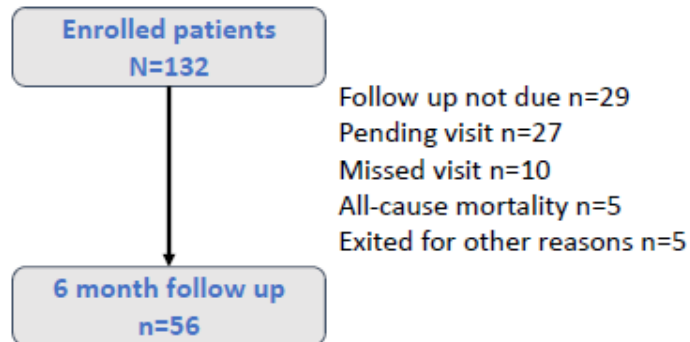 Enrolled patients
N=132
Follow up not due n=29
Pending visit n=27
Missed visit n=10
All-cause mortality n=5
Exited for other reasons n=5
6 month follow up
n=56